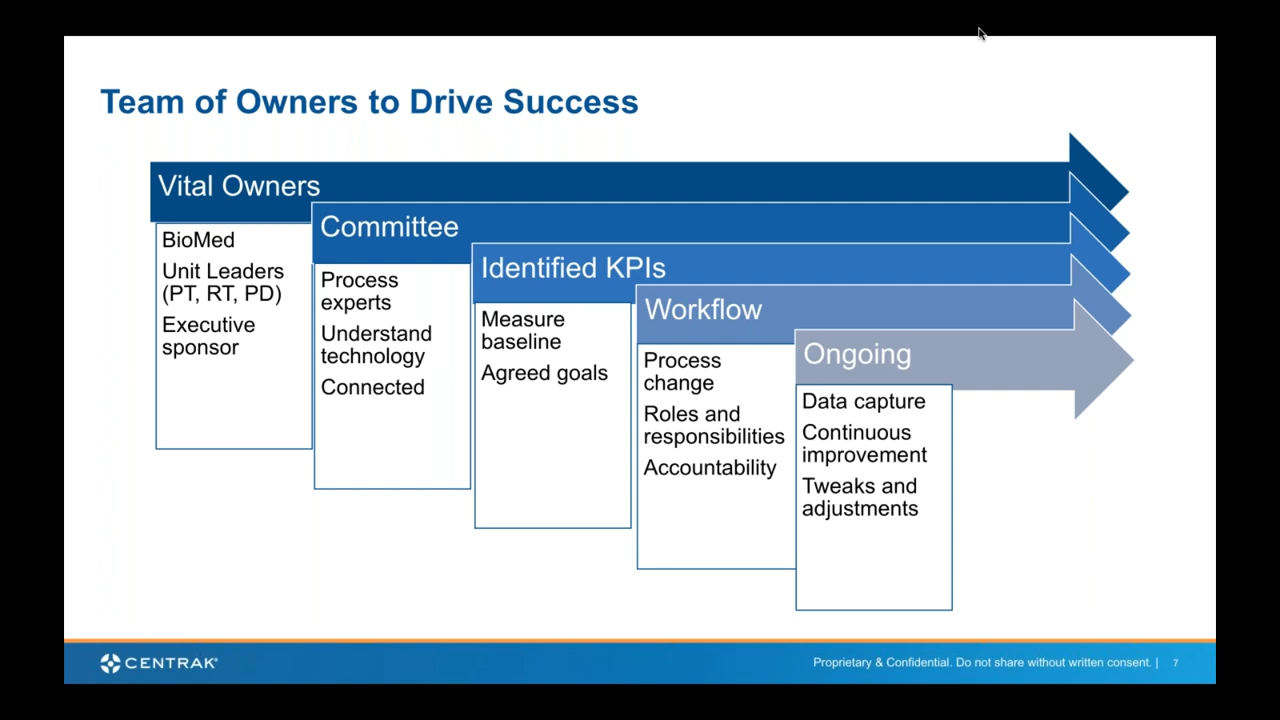 Team of Owners to Drive Success
Vital Owners
BioMed
Unit Leaders
(PT, RT, PD)
Executive
sponsor
Committee
Process
experts
Understand
technology
Connected
Identified KPIs
Measure
baseline
Agreed goals
Workflow
Process
change
Roles and
responsibilities
Accountability
Ongoing
Data capture
Continuous
improvement
Tweaks and
adjustments
CENTRAK®
Proprietary & Confidential. Do not share without written consent. | 7